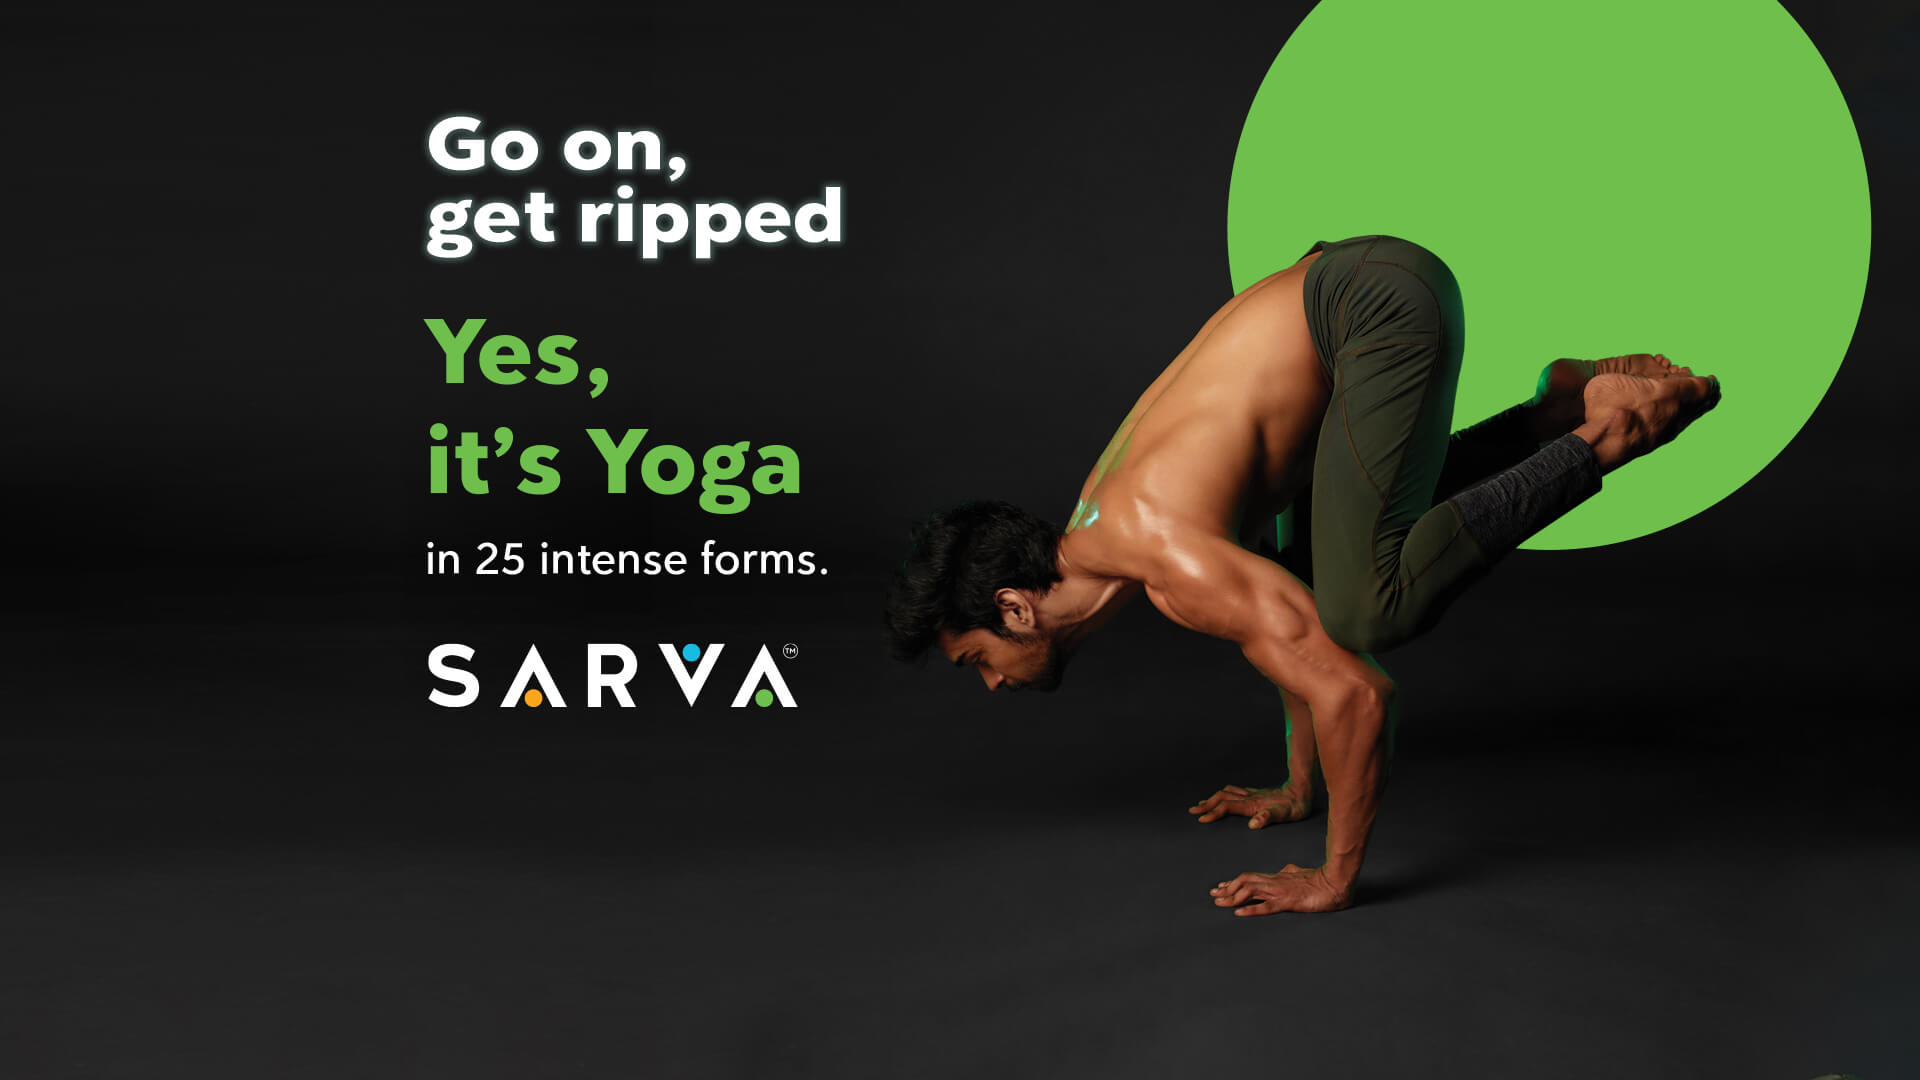 Go on,
get ripped
Yes,
it’s Yoga
in 25 intense forms.
SARVA™